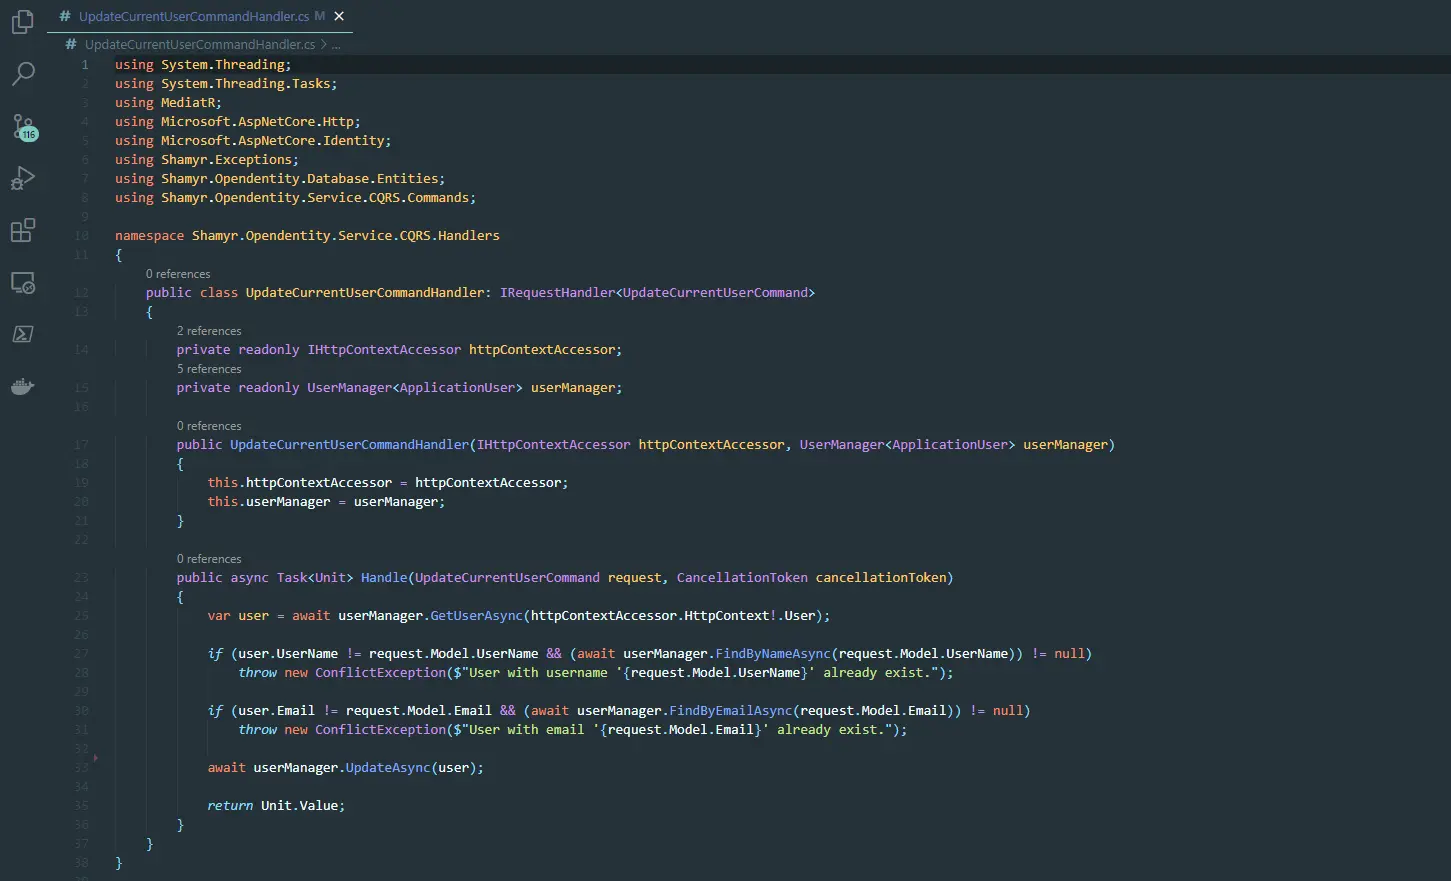 # UpdateCurrentUserCommandHandler.cs M ×
# UpdateCurrentUserCommandHandler.cs > ...
116
1 using System.Threading;
2 using System.Threading.Tasks;
3 using MediatR;
4 using Microsoft.AspNetCore.Http;
5 using Microsoft.AspNetCore.Identity;
6 using Shamyr.Exceptions;
7 using Shamyr.Opendentity.Database.Entities;
8 using Shamyr.Opendentity.Service.CQRS.Commands;
9
10 namespace Shamyr.Opendentity.Service.CQRS.Handlers
11 {
0 references
12 public class UpdateCurrentUserCommandHandler: IRequestHandler<UpdateCurrentUserCommand>
13 {
2 references
14 private readonly IHttpContextAccessor httpContextAccessor;
5 references
15 private readonly UserManager<ApplicationUser> userManager;
16
0 references
17 public UpdateCurrentUserCommandHandler(IHttpContextAccessor httpContextAccessor, UserManager<ApplicationUser> userManager)
18 {
19 this.httpContextAccessor = httpContextAccessor;
20 this.userManager = userManager;
21 }
22
0 references
23 public async Task<Unit> Handle(UpdateCurrentUserCommand request, CancellationToken cancellationToken)
24 {
25 var user = await userManager.GetUserAsync(httpContextAccessor.HttpContext!.User);
26
27 if (user.UserName != request.Model.UserName && (await userManager.FindByNameAsync(request.Model.UserName)) != null)
28 throw new ConflictException($"User with username '{request.Model.UserName}' already exist.");
29
30 if (user.Email != request.Model.Email && (await userManager.FindByEmailAsync(request.Model.Email)) != null)
31 throw new ConflictException($"User with email '{request.Model.Email}' already exist.");
32
33 await userManager.UpdateAsync(user);
34
35 return Unit.Value;
36 }
37 }
38 }